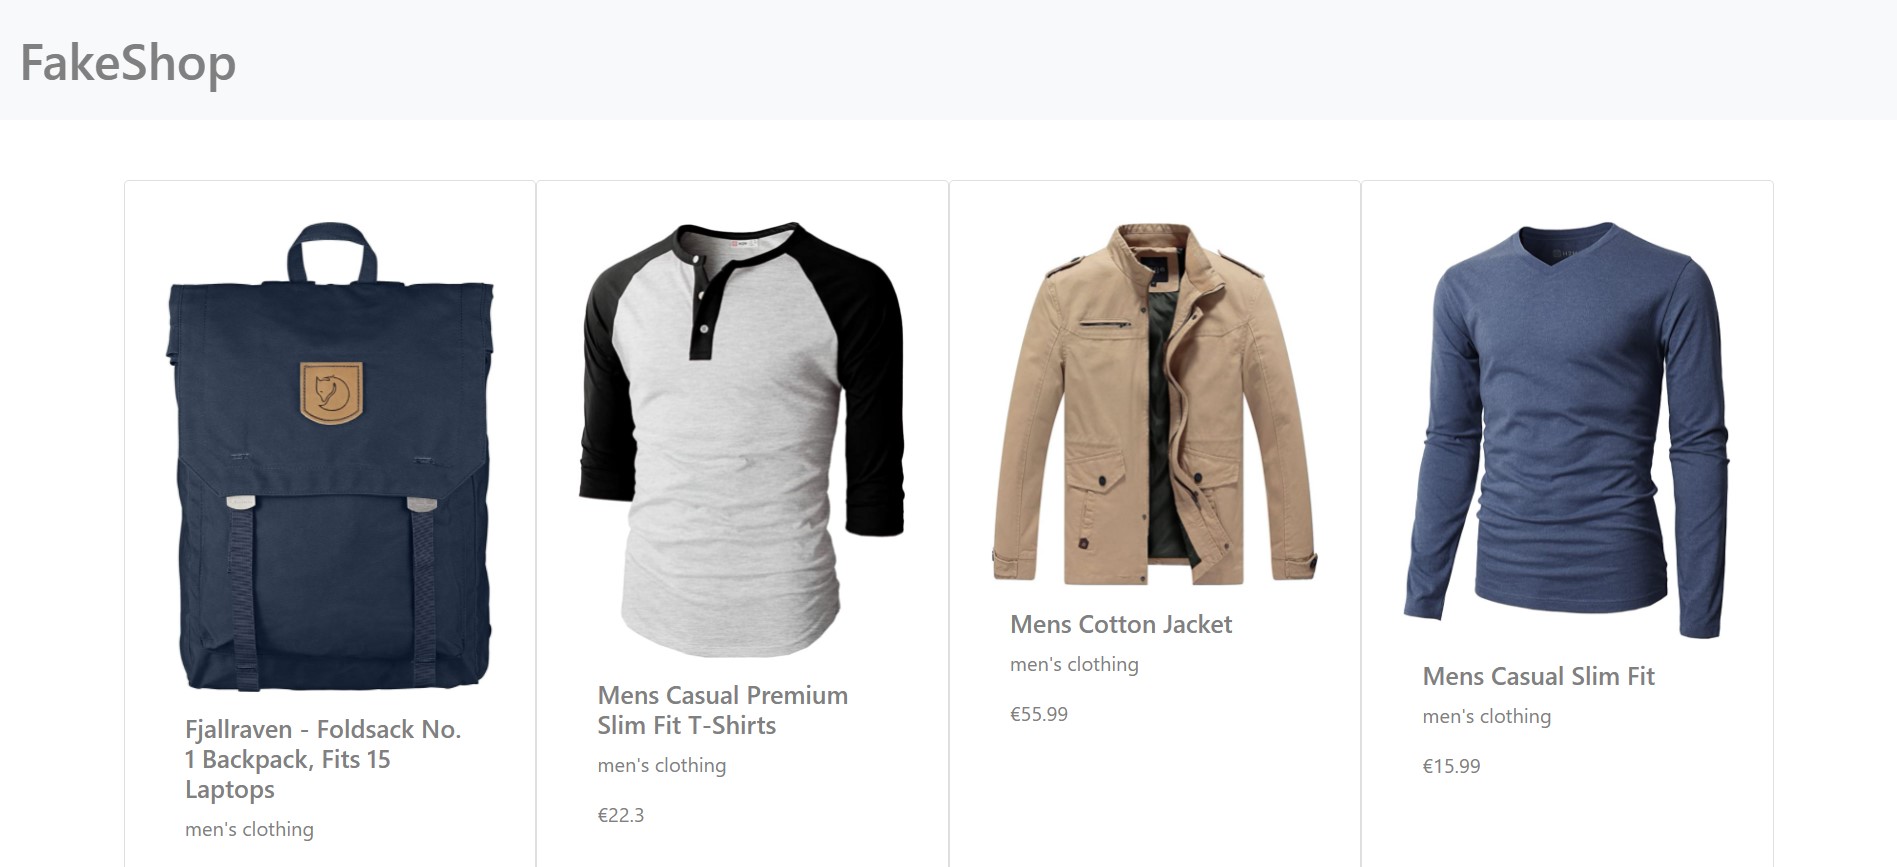 FakeShop
Fjallraven - Foldsack No.
1 Backpack, Fits 15
Laptops
men's clothing
Mens Casual Premium
Slim Fit T-Shirts
men's clothing
€22.3
Mens Cotton Jacket
men's clothing
€55.99
Mens Casual Slim Fit
men's clothing
€15.99